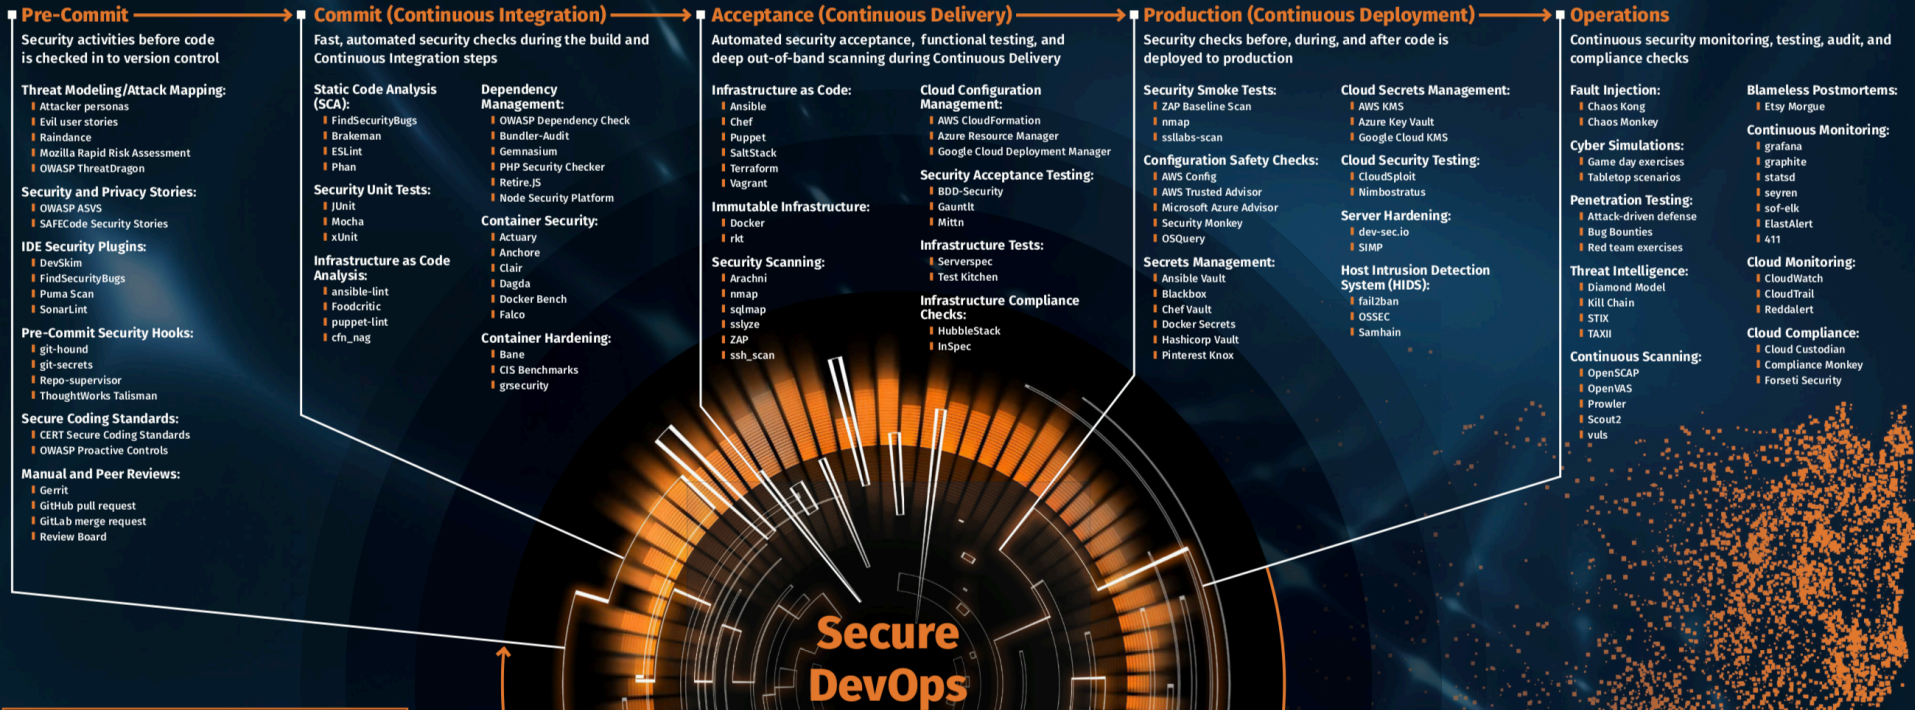 Pre-Commit
Security activities before code
is checked in to version control
Threat Modeling/Attack Mapping:
Attacker personas
Evil user stories
Raindance
Mozilla Rapid Risk Assessment
OWASP ThreatDragon
Security and Privacy Stories:
OWASP ASVS
SAFECode Security Stories
IDE Security Plugins:
DevSkim
FindSecurityBugs
Puma Scan
SonarLint
Pre-Commit Security Hooks:
git-hound
git-secrets
Repo-supervisor
ThoughtWorks Talisman
Secure Coding Standards:
CERT Secure Coding Standards
OWASP Proactive Controls
Manual and Peer Reviews:
Gerrit
GitHub pull request
GitLab merge request
Review Board
Commit (Continuous Integration)
Fast, automated security checks during the build and
Continuous Integration steps
Static Code Analysis
(SCA):
FindSecurityBugs
Brakeman
ESLint
Phan
Security Unit Tests:
JUnit
Mocha
xUnit
Infrastructure as Code
Analysis:
ansible-lint
Foodcritic
puppet-lint
cfn_nag
Dependency
Management:
OWASP Dependency Check
Bundler-Audit
Gemnasium
PHP Security Checker
Retire.JS
Node Security Platform
Container Security:
Actuary
Anchore
Clair
Dagda
Docker Bench
Falco
Container Hardening:
Bane
CIS Benchmarks
grsecurity
Acceptance (Continuous Delivery)
Automated security acceptance, functional testing, and
deep out-of-band scanning during Continuous Delivery
Infrastructure as Code:
Ansible
Chef
Puppet
SaltStack
Terraform
Vagrant
Immutable Infrastructure:
Docker
rkt
Security Scanning:
Arachni
nmap
sqlmap
sslyze
ZAP
ssh_scan
Cloud Configuration
Management:
AWS CloudFormation
Azure Resource Manager
Google Cloud Deployment Manager
Security Acceptance Testing:
BDD-Security
Gauntlt
Mittn
Infrastructure Tests:
Serverspec
Test Kitchen
Infrastructure Compliance
Checks:
HubbleStack
InSpec
Production (Continuous Deployment)
Security checks before, during, and after code is
deployed to production
Security Smoke Tests:
ZAP Baseline Scan
nmap
ssllabs-scan
Configuration Safety Checks:
AWS Config
AWS Trusted Advisor
Microsoft Azure Advisor
Security Monkey
OSQuery
Secrets Management:
Ansible Vault
Blackbox
Chef Vault
Docker Secrets
Hashicorp Vault
Pinterest Knox
Cloud Secrets Management:
AWS KMS
Azure Key Vault
Google Cloud KMS
Cloud Security Testing:
CloudSploit
Nimbostratus
Server Hardening:
dev-sec.io
SIMP
Host Intrusion Detection
System (HIDS):
fail2ban
OSSEC
Samhain
Operations
Continuous security monitoring, testing, audit, and
compliance checks
Fault Injection:
Chaos Kong
Chaos Monkey
Cyber Simulations:
Game day exercises
Tabletop scenarios
Penetration Testing:
Attack-driven defense
Bug Bounties
Red team exercises
Threat Intelligence:
Diamond Model
Kill Chain
STIX
TAXII
Continuous Scanning:
OpenSCAP
OpenVAS
Prowler
Scout2
vuls
Blameless Postmortems:
Etsy Morgue
Continuous Monitoring:
grafana
graphite
statsd
seyren
sof-elk
ElastAlert
411
Cloud Monitoring:
CloudWatch
CloudTrail
Reddalert
Cloud Compliance:
Cloud Custodian
Compliance Monkey
Forseti Security
Secure
DevOps